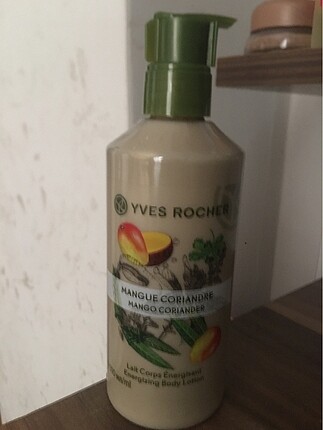 YVES ROCHER
MANGUE CORIANDRE
MANGO CORIANDER
Lait Corps Énergisant
Energising Body Lotion